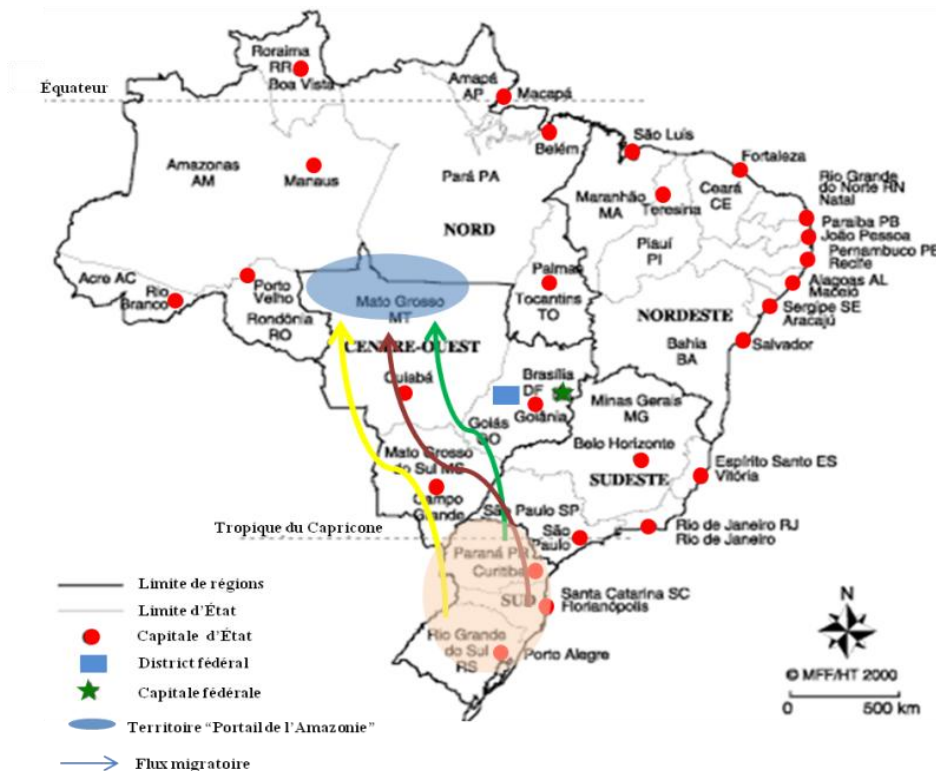 Roraima
RR
Boa Vista
Amapá
AP
Macapá
Équateur
Belém
São Luís
Fortaleza
Amazonas
AM
Manaus
Pará PA
Maranhão
MA
Teresina
Ceará
CE
Rio Grande
do Norte RN
Natal
Paraíba PB
João Pessoa
Pernambuco PE
Recife
NORD
Piauí
PI
Acre AC
Rio
Branco
Porto
Velho
Rondônia
RO
Mato Grosso
MT
Palmas
Tocantins
TO
Alagoas AL
Maceió
Sergipe SE
Aracajú
NORDESTE
Bahia
BA
Salvador
CENTRE-OUEST
Cuiabá
Brasília
DF
Goiânia
Goiás
GO
Minas Gerais
MG
Belo Horizonte
Mato Grosso
do Sul MS
Campo
Grande
SUDESTE
Espírito Santo ES
Vitória
São Paulo SP
São
Paulo
Rio de Janeiro RJ
Rio de Janeiro
Tropique du Capricone
Paraná PR
Curitiba
SUD
Santa Catarina SC
Florianópolis
Rio Grande
do Sul
RS
Porto Alegre
Límite de régions
Límite d'État
Capitale d'État
District fédéral
Capitale fédérale
Territoire “Portail de l'Amazonie”
Flux migratoire
N
© MFF/HT 2000
0 500 km